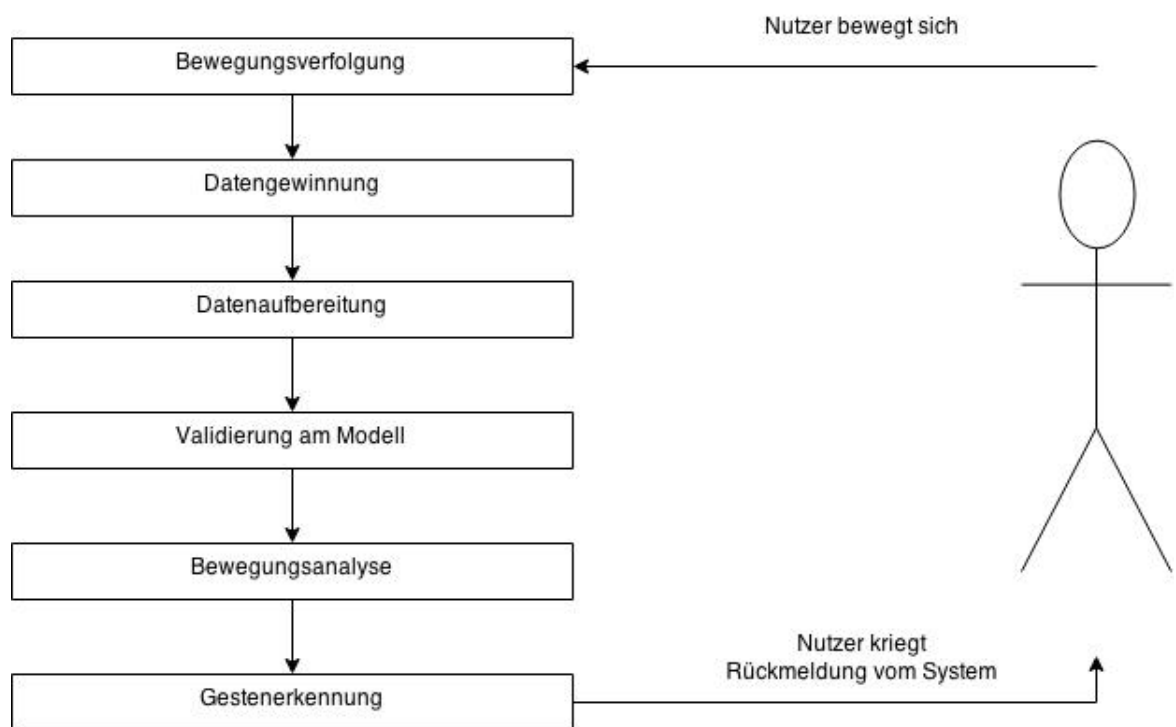 Nutzer bewegt sich
Bewegungsverfolgung
Datengewinnung
Datenaufbereitung
Validierung am Modell
Bewegungsanalyse
Gestenerkennung
Nutzer kriegt
Rückmeldung vom System